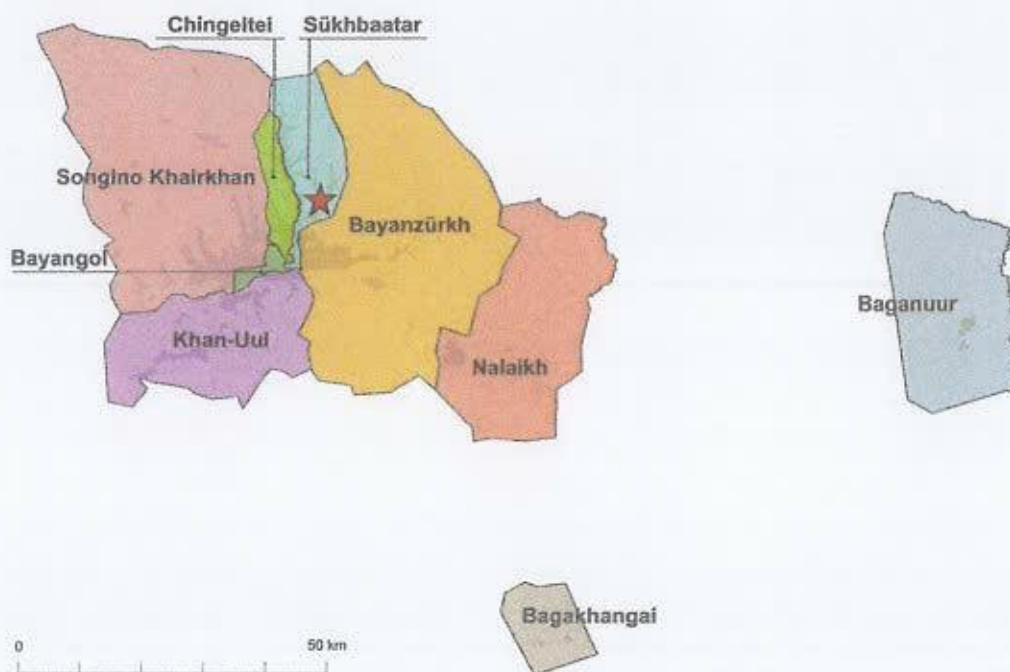 Chingeltei
Sükhbaatar
Songino Khairkhan
Bayanzürkh
Bayangol
Baganuur
Khan-Uul
Nalaikh
Bagakhangai
0
50 km